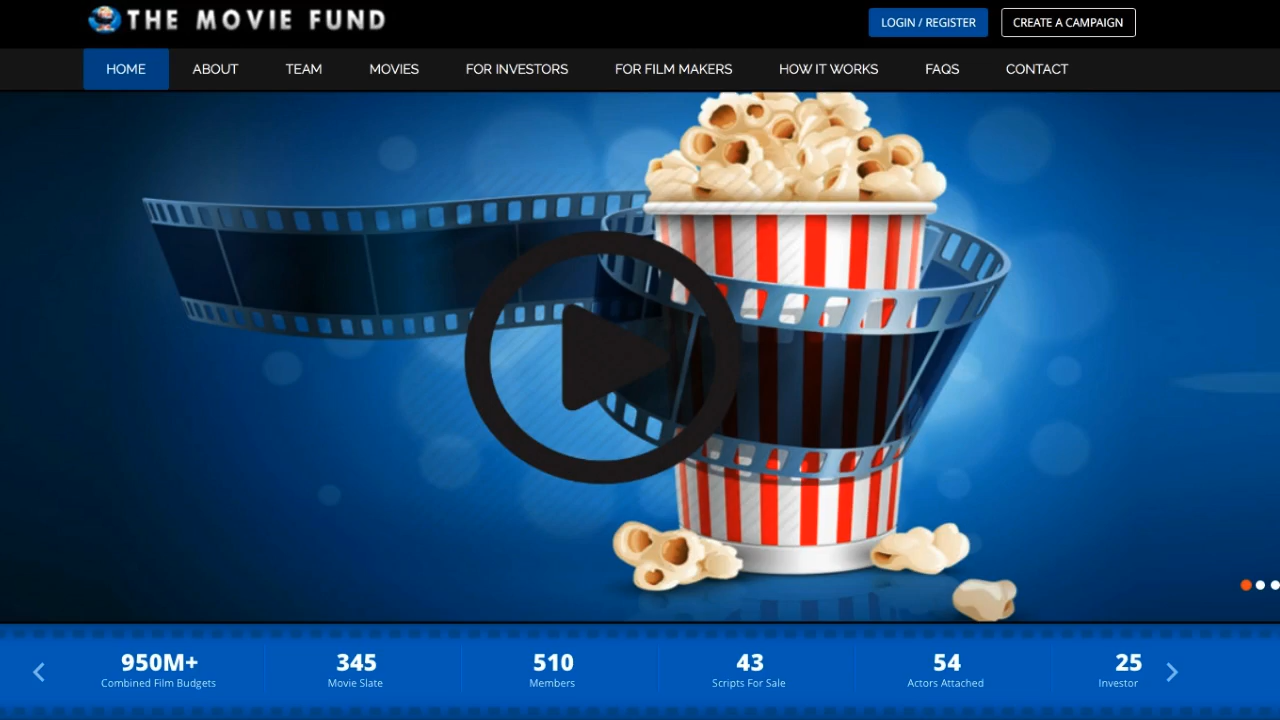 THE MOVIE FUND
LOGIN / REGISTER
CREATE A CAMPAIGN
HOME
ABOUT
TEAM
MOVIES
FOR INVESTORS
FOR FILM MAKERS
HOW IT WORKS
FAQS
CONTACT
950M+
Combined Film Budgets
345
Movie Slate
510
Members
43
Scripts For Sale
54
Actors Attached
25
Investor